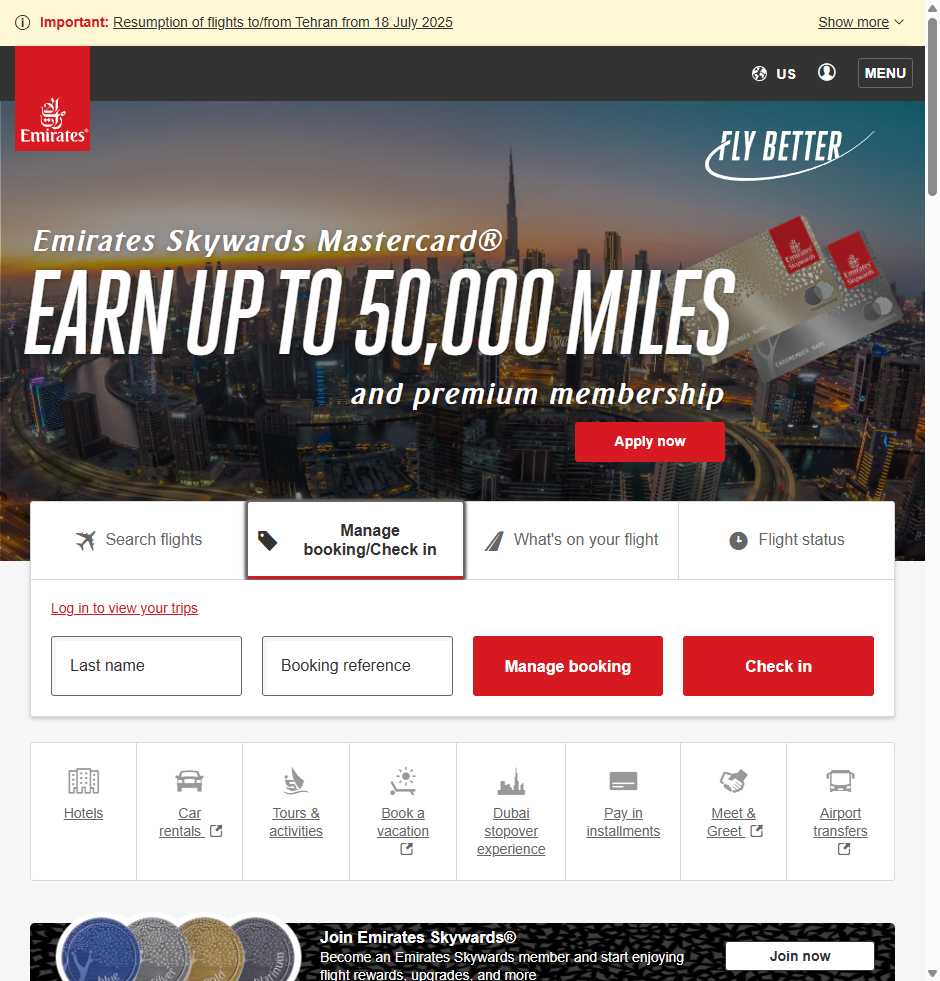 Important: Resumption of flights to/from Tehran from 18 July 2025
Show more
US
MENU
Emirates
FLY BETTER
Emirates Skywards Mastercard®
EARN UP TO 50,000 MILES
and premium membership
Apply now
Search flights
Manage
booking/Check in
What's on your flight
Flight status
Log in to view your trips
Last name
Booking reference
Manage booking
Check in
Hotels
Car
rentals
Tours &
activities
Book a
vacation
Dubai
stopover
experience
Pay in
installments
Meet &
Greet
Airport
transfers
Join Emirates Skywards®
Become an Emirates Skywards member and start enjoying
flight rewards, upgrades, and more
Join now